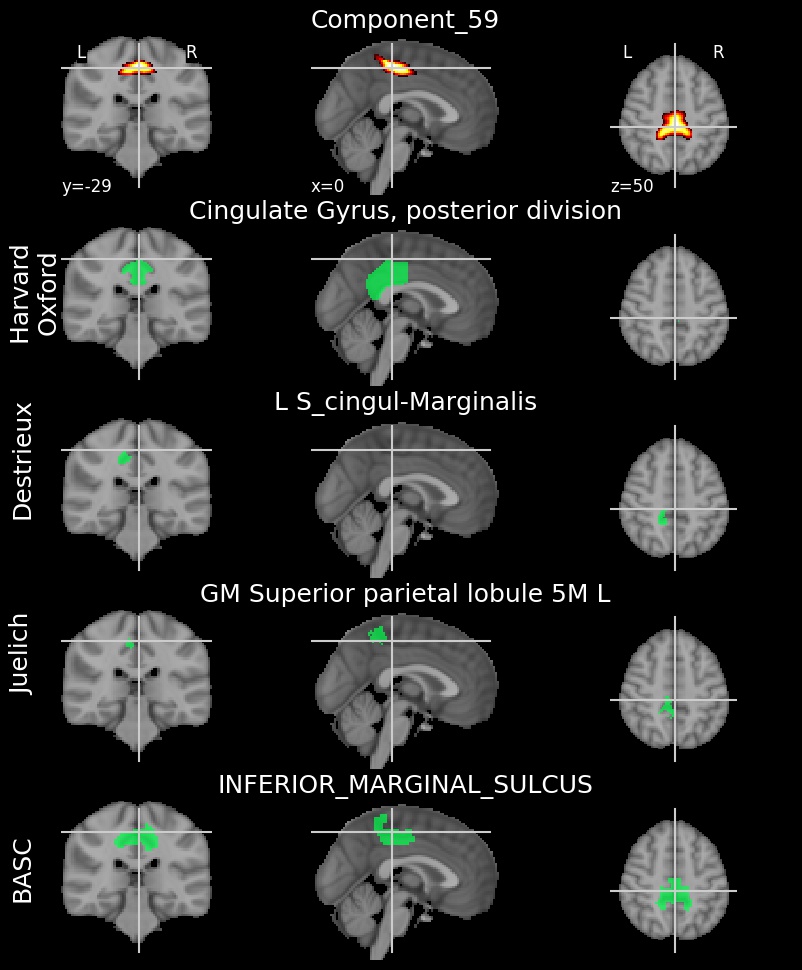 Component_59
L R L R
y=-29 x=0 z=50
Cingulate Gyrus, posterior division
Harvard
Oxford
L S_cingul-Marginalis
Destrieux
GM Superior parietal lobule 5M L
Juelich
INFERIOR_MARGINAL_SULCUS
BASC